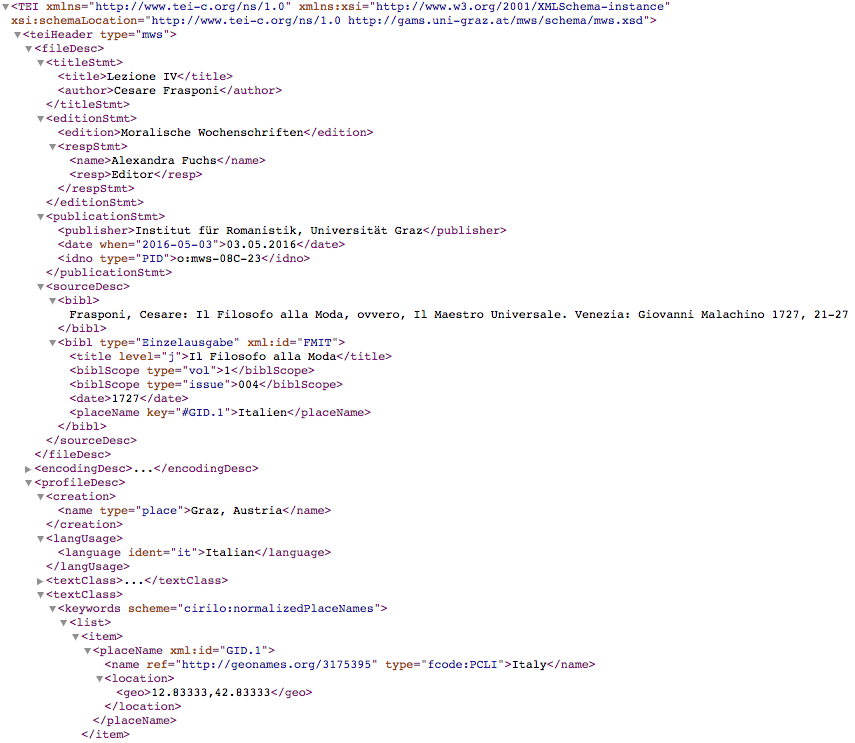 ▼<TEI xmlns="http://www.tei-c.org/ns/1.0" xmlns:xsi="http://www.w3.org/2001/XMLSchema-instance"
xsi:schemaLocation="http://www.tei-c.org/ns/1.0 http://gams.uni-graz.at/mws/schema/mws.xsd">
▼<teiHeader type="mws">
▼<fileDesc>
▼<titleStmt>
<title>Lezione IV</title>
<author>Cesare Frasponi</author>
</titleStmt>
▼<editionStmt>
<edition>Moralische Wochenschriften</edition>
▼<respStmt>
<name>Alexandra Fuchs</name>
<resp>Editor</resp>
</respStmt>
</editionStmt>
▼<publicationStmt>
<publisher>Institut für Romanistik, Universität Graz</publisher>
<date when="2016-05-03">03.05.2016</date>
<idno type="PID">o:mws-08C-23</idno>
</publicationStmt>
▼<sourceDesc>
▼<bibl>
Frasponi, Cesare: Il Filosofo alla Moda, ovvero, Il Maestro Universale. Venezia: Giovanni Malachino 1727, 21-27
</bibl>
▼<bibl type="Einzelausgabe" xml:id="FMIT">
<title level="j">Il Filosofo alla Moda</title>
<biblScope type="vol">1</biblScope>
<biblScope type="issue">004</biblScope>
<date>1727</date>
<placeName key="#GID.1">Italien</placeName>
</bibl>
</sourceDesc>
</fileDesc>
▶<encodingDesc>...</encodingDesc>
▼<profileDesc>
▼<creation>
<name type="place">Graz, Austria</name>
</creation>
▼<langUsage>
<language ident="it">Italian</language>
</langUsage>
▶<textClass>...</textClass>
▼<textClass>
▼<keywords scheme="cirilo:normalizedPlaceNames">
▼<list>
▼<item>
▼<placeName xml:id="GID.1">
<name ref="http://geonames.org/3175395" type="fcode:PCLI">Italy</name>
▼<location>
<geo>12.83333,42.83333</geo>
</location>
</placeName>
</item>